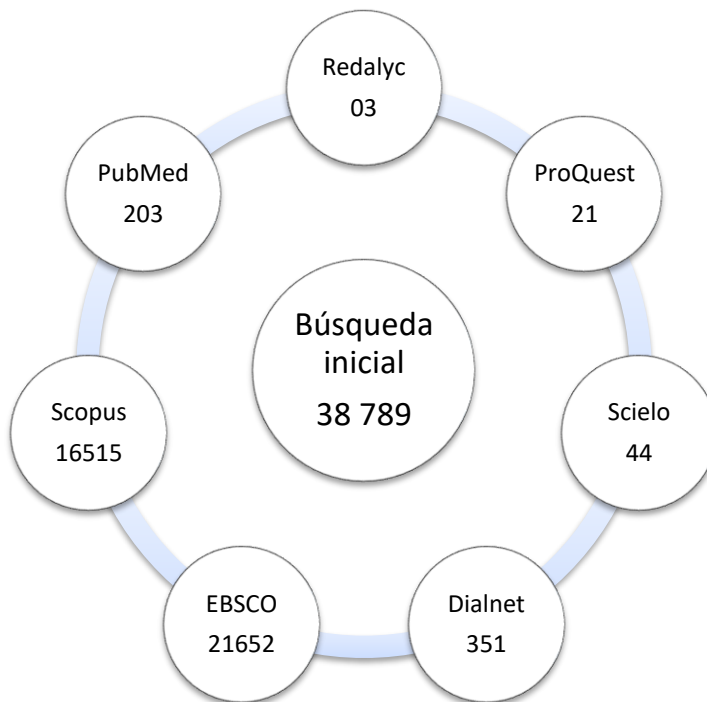 Redalyc
03
ProQuest
21
Scielo
44
Dialnet
351
EBSCO
21652
Scopus
16515
PubMed
203
Búsqueda
inicial
38 789